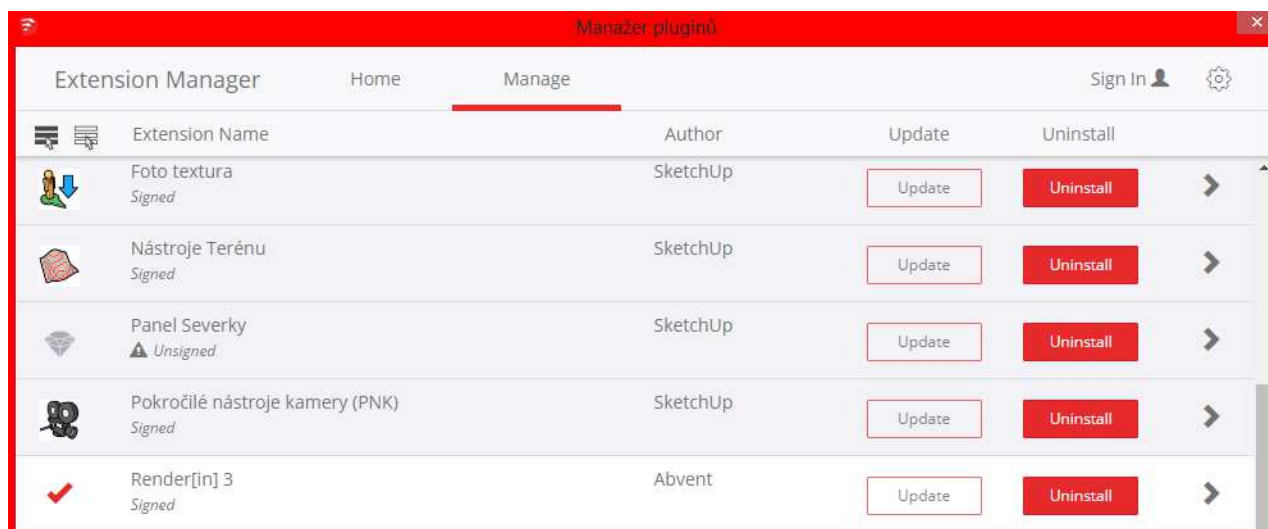 Manažer pluginů
Extension Manager Home Manage Sign In
Extension Name Author Update Uninstall
Foto textura SketchUp
Signed
Update Uninstall
Nástroje Terénu SketchUp
Signed
Update Uninstall
Panel Severky SketchUp
Unsigned
Update Uninstall
Pokročilé nástroje kamery (PNK) SketchUp
Signed
Update Uninstall
Render[in] 3 Abvent
Signed
Update Uninstall